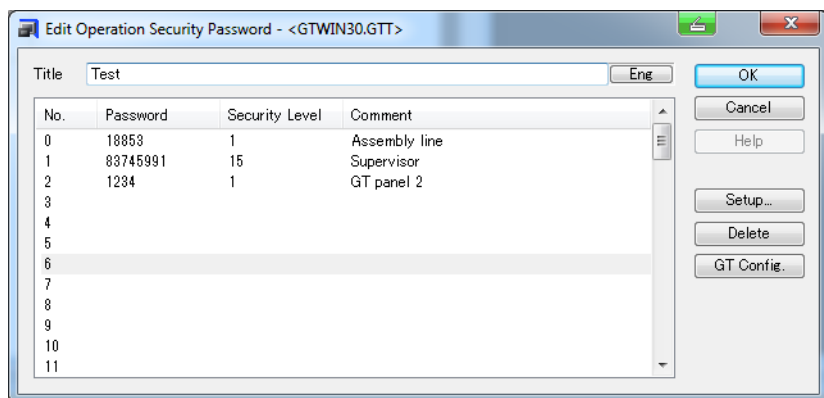 Edit Operation Security Password - <GTWIN30.GTT>
Title Test Eng OK
Cancel
No. Password Security Level Comment
0 18853 1 Assembly line Help
1 83745991 15 Supervisor
2 1234 1 GT panel 2
3 Setup...
4
5 Delete
6 GT Config.
7
8
9
10
11